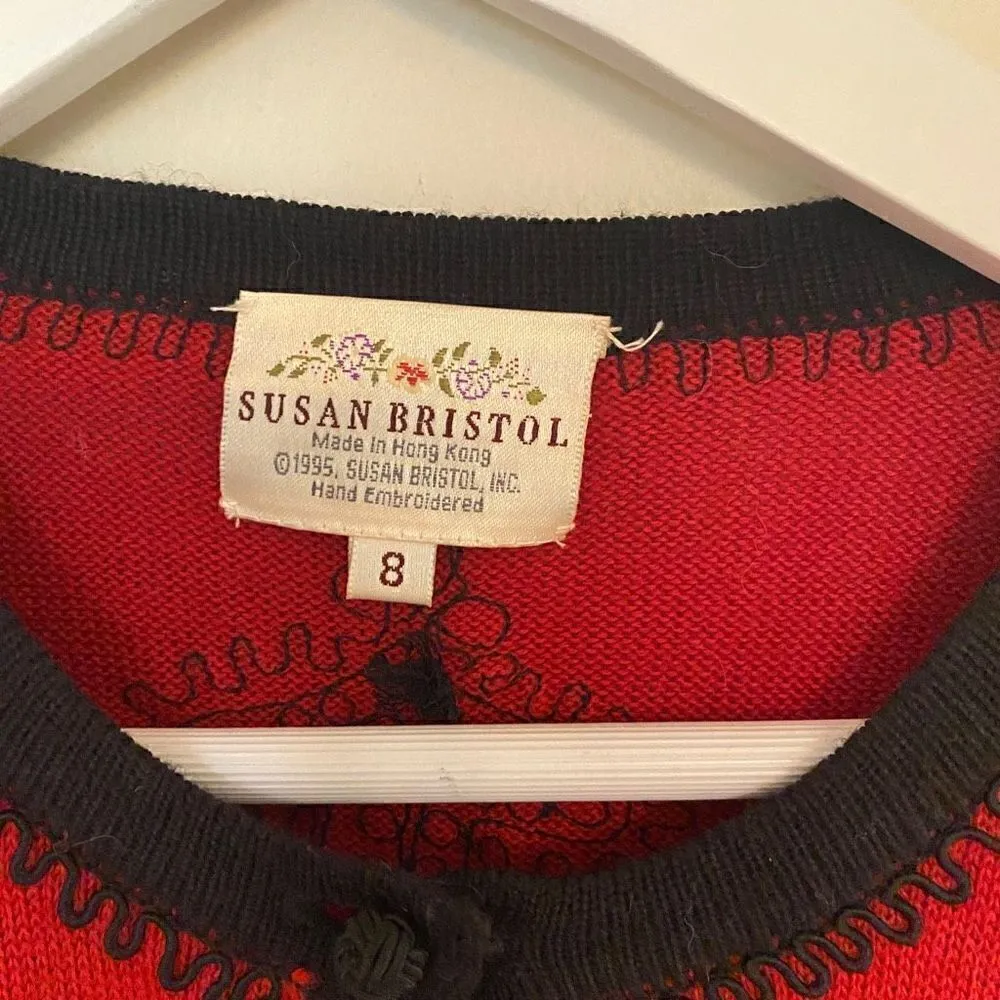 SUSAN BRISTOL
Made In Hong Kong
©1995. SUSAN BRISTOL, INC.
Hand Embroidered
8